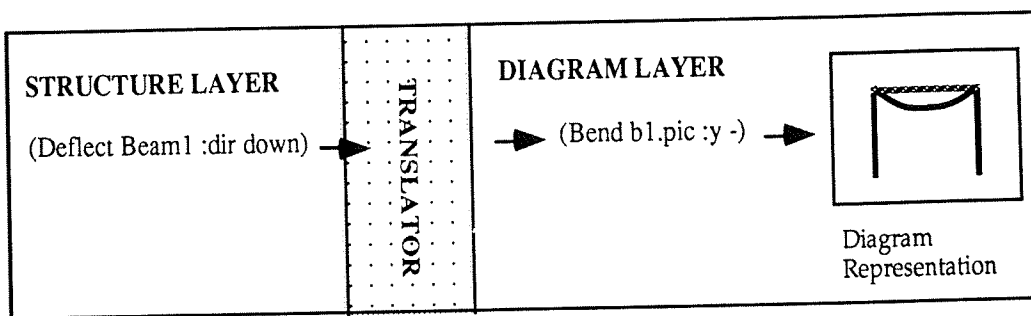 STRUCTURE LAYER
(Deflect Beam1 :dir down)
TRANSLATOR
DIAGRAM LAYER
(Bend b1.pic :y -)
Diagram
Representation